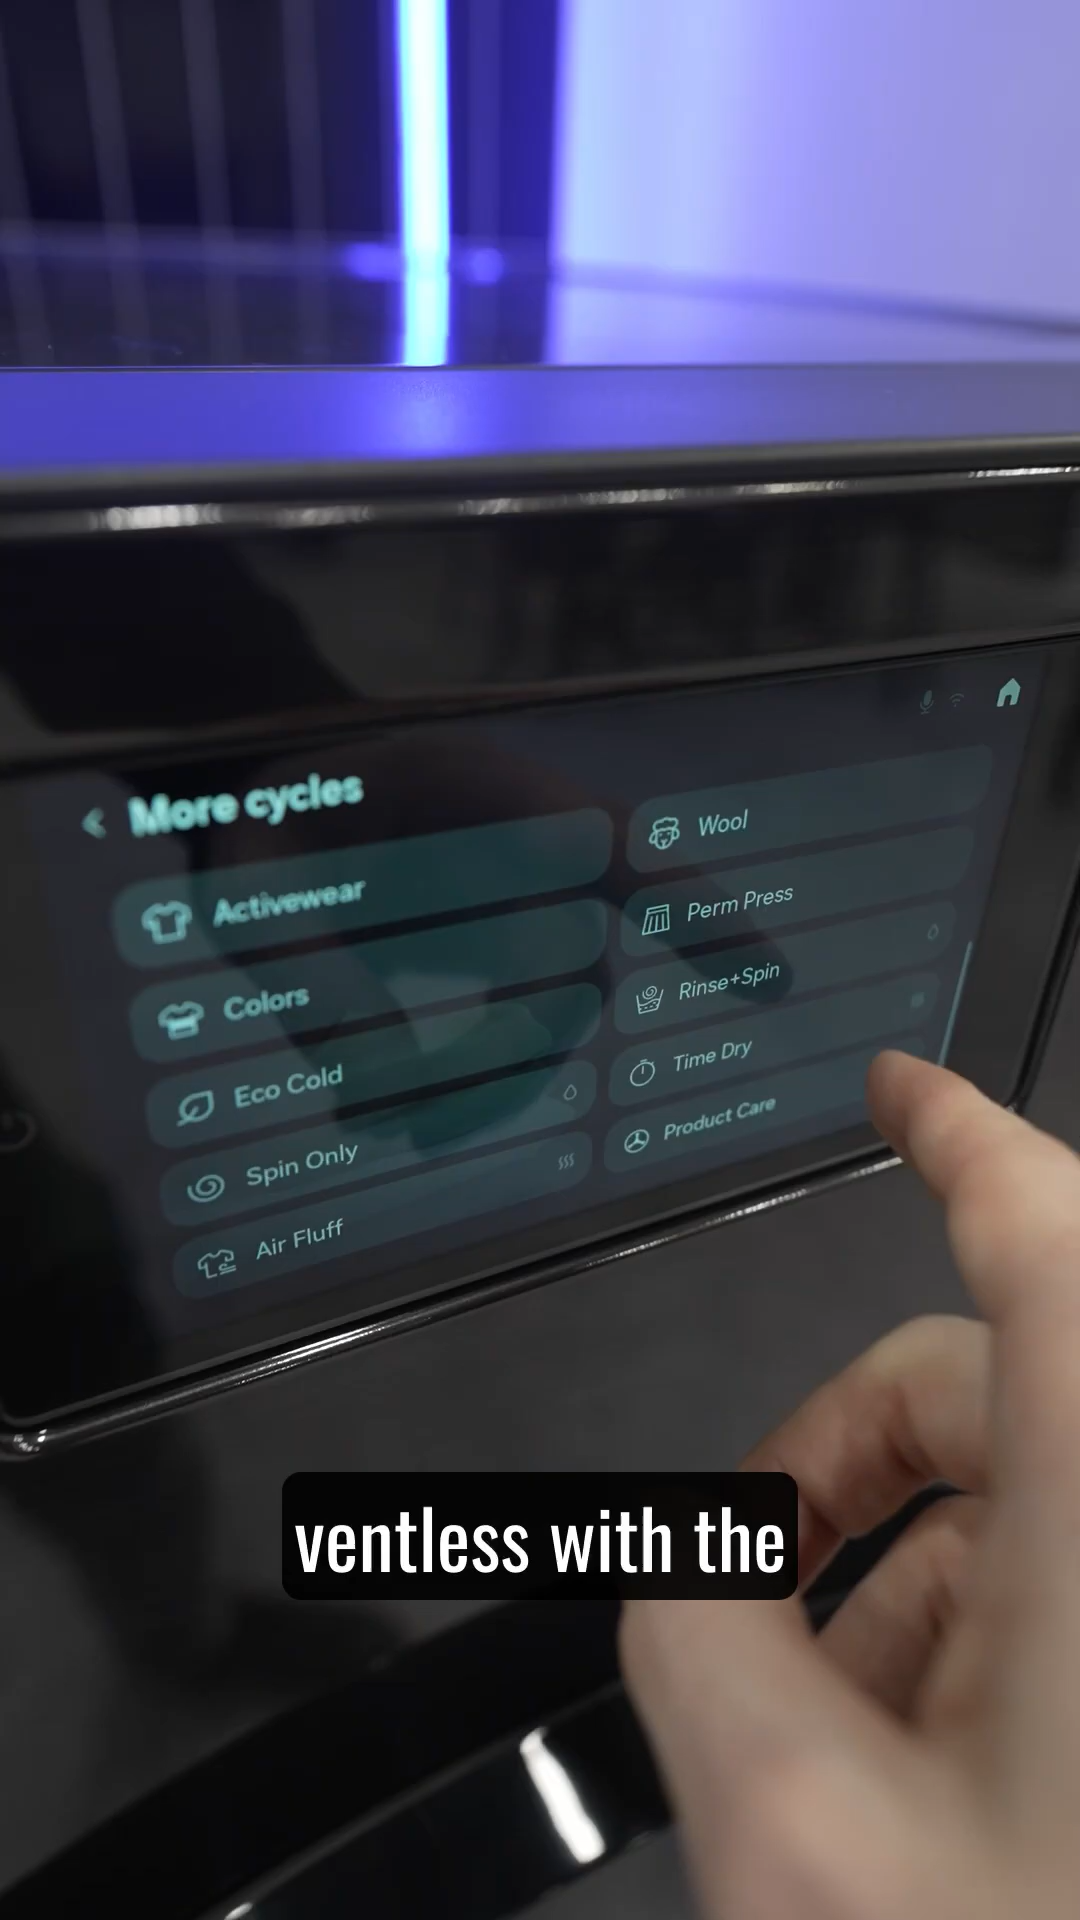 More cycles
Activewear
Colors
Eco Cold
Spin Only
Air Fluff
Wool
Perm Press
Rinse+Spin
Time Dry
Product Care
ventless with the